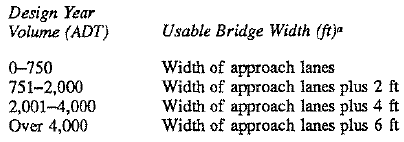 Design Year
Volume (ADT) Usable Bridge Width (ft)ᵃ
0–750 Width of approach lanes
751–2,000 Width of approach lanes plus 2 ft
2,001–4,000 Width of approach lanes plus 4 ft
Over 4,000 Width of approach lanes plus 6 ft